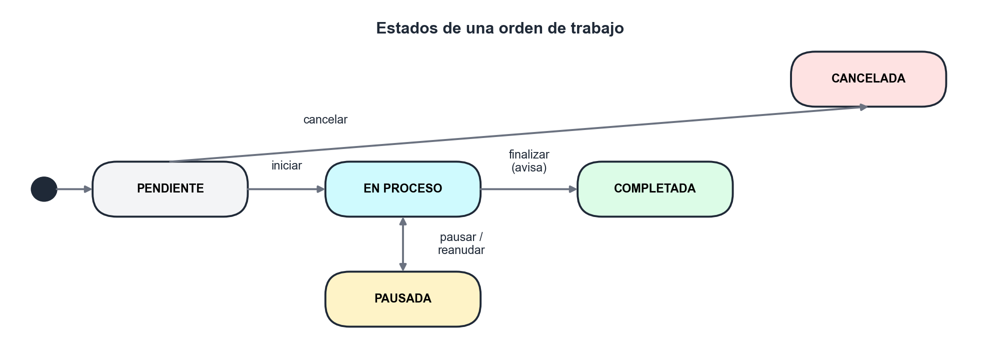 Estados de una orden de trabajo
CANCELADA
cancelar
finalizar
(avisa)
iniciar
PENDIENTE
EN PROCESO
COMPLETADA
pausar /
reanudar
PAUSADA